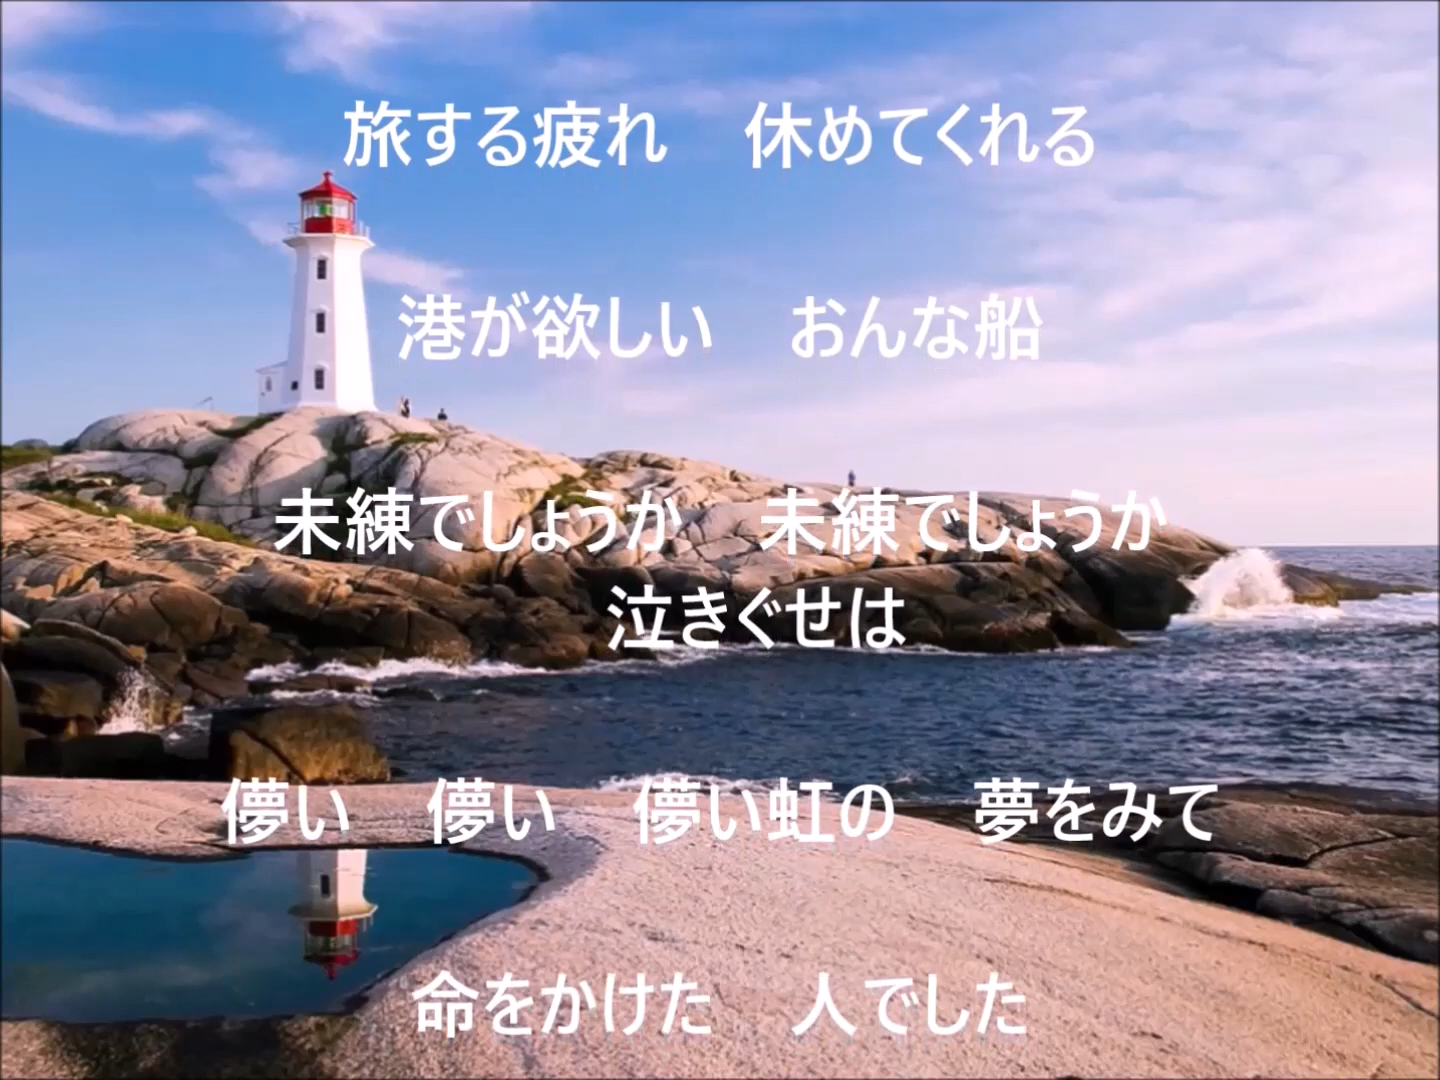 旅する疲れ　休めてくれる
港が欲しい　おんな船
未練でしょうか　未練でしょうか
泣きぐせは
儚い　儚い　儚い虹の　夢をみて
命をかけた　人でした